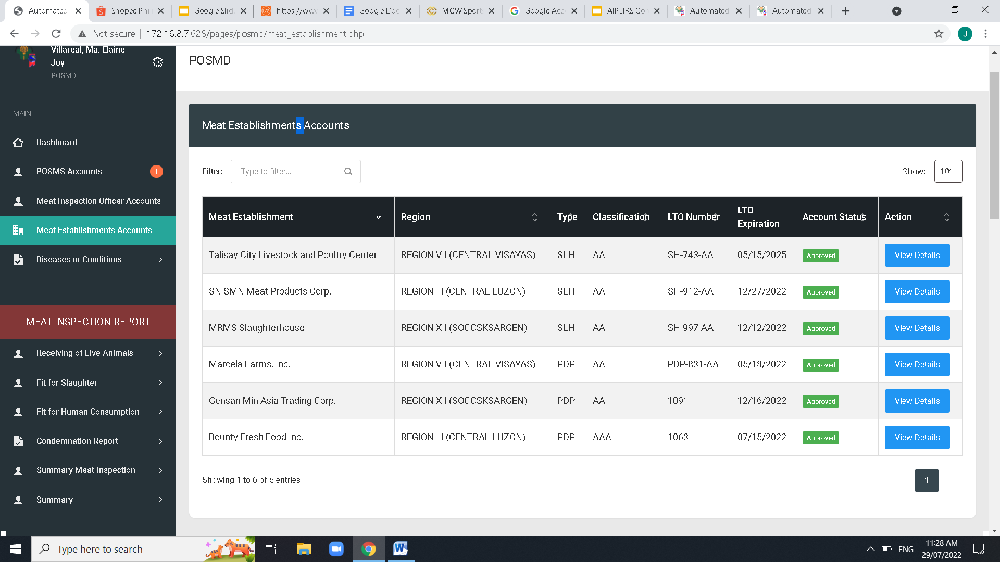 Automated
Shopee Phili
Google Slide
https://www
Google Doc
MCW Sport
Google Acc
AIPLIRS Con
Automated
Automated
Not secure | 172.16.8.7:628/pages/posmd/meat_establishment.php
J
Villareal, Ma. Elaine
Joy
POSMD
MAIN
Dashboard
POSMS Accounts
1
Meat Inspection Officer Accounts
Meat Establishments Accounts
Diseases or Conditions
MEAT INSPECTION REPORT
Receiving of Live Animals
Fit for Slaughter
Fit for Human Consumption
Condemnation Report
Summary Meat Inspection
Summary
POSMD
Meat Establishments Accounts
Filter: Type to filter...
Show: 10
Meat Establishment Region Type Classification LTO Number LTO Expiration Account Status Action
Talisay City Livestock and Poultry Center REGION VII (CENTRAL VISAYAS) SLH AA SH-743-AA 05/15/2025 Approved View Details
SN SMN Meat Products Corp. REGION III (CENTRAL LUZON) SLH AA SH-912-AA 12/27/2022 Approved View Details
MRMS Slaughterhouse REGION XII (SOCCSKSARGEN) SLH AA SH-997-AA 12/12/2022 Approved View Details
Marcela Farms, Inc. REGION VII (CENTRAL VISAYAS) PDP AA PDP-831-AA 05/18/2022 Approved View Details
Gensan Min Asia Trading Corp. REGION XII (SOCCSKSARGEN) PDP AA 1091 12/16/2022 Approved View Details
Bounty Fresh Food Inc. REGION III (CENTRAL LUZON) PDP AAA 1063 07/15/2022 Approved View Details
Showing 1 to 6 of 6 entries
← 1 →
Type here to search
ENG
11:28 AM
29/07/2022